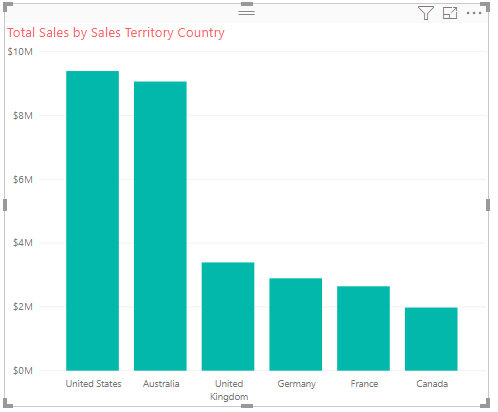 Total Sales by Sales Territory Country
$10M
$8M
$6M
$4M
$2M
$0M
United States
Australia
United
Kingdom
Germany
France
Canada